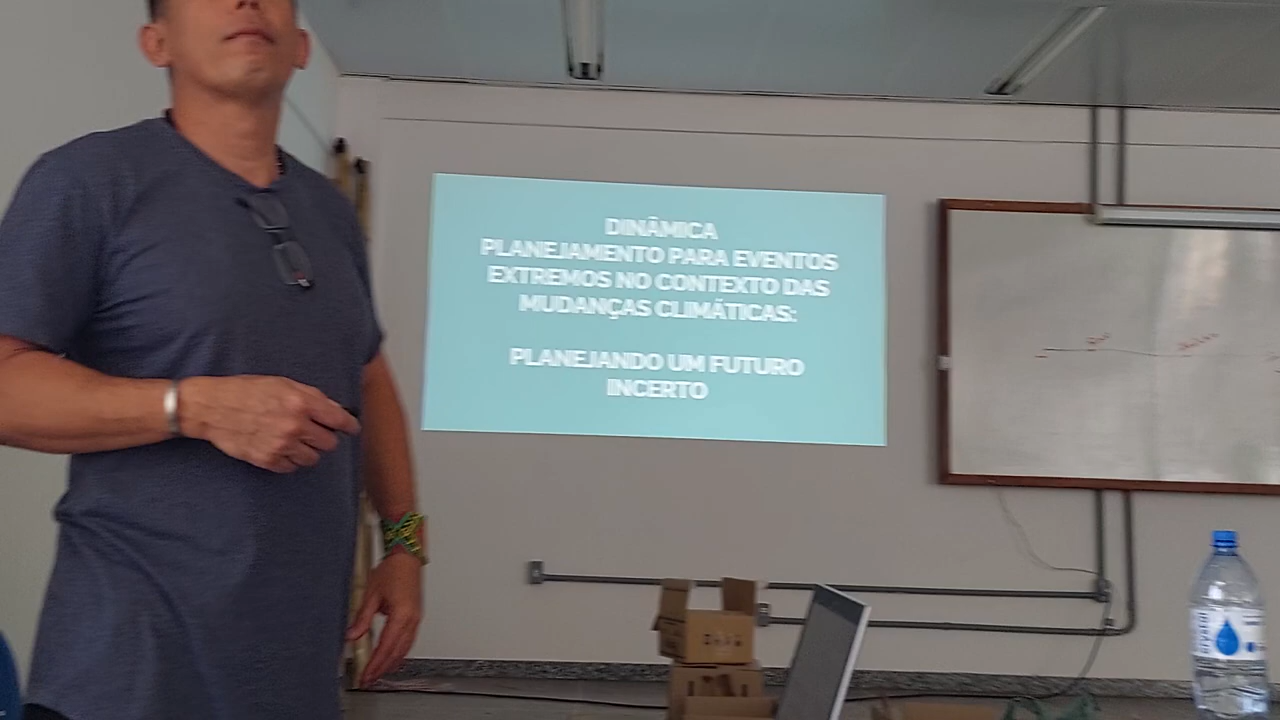 DINÂMICA
PLANEJAMENTO PARA EVENTOS
EXTREMOS NO CONTEXTO DAS
MUDANÇAS CLIMÁTICAS:
PLANEJANDO UM FUTURO
INCERTO